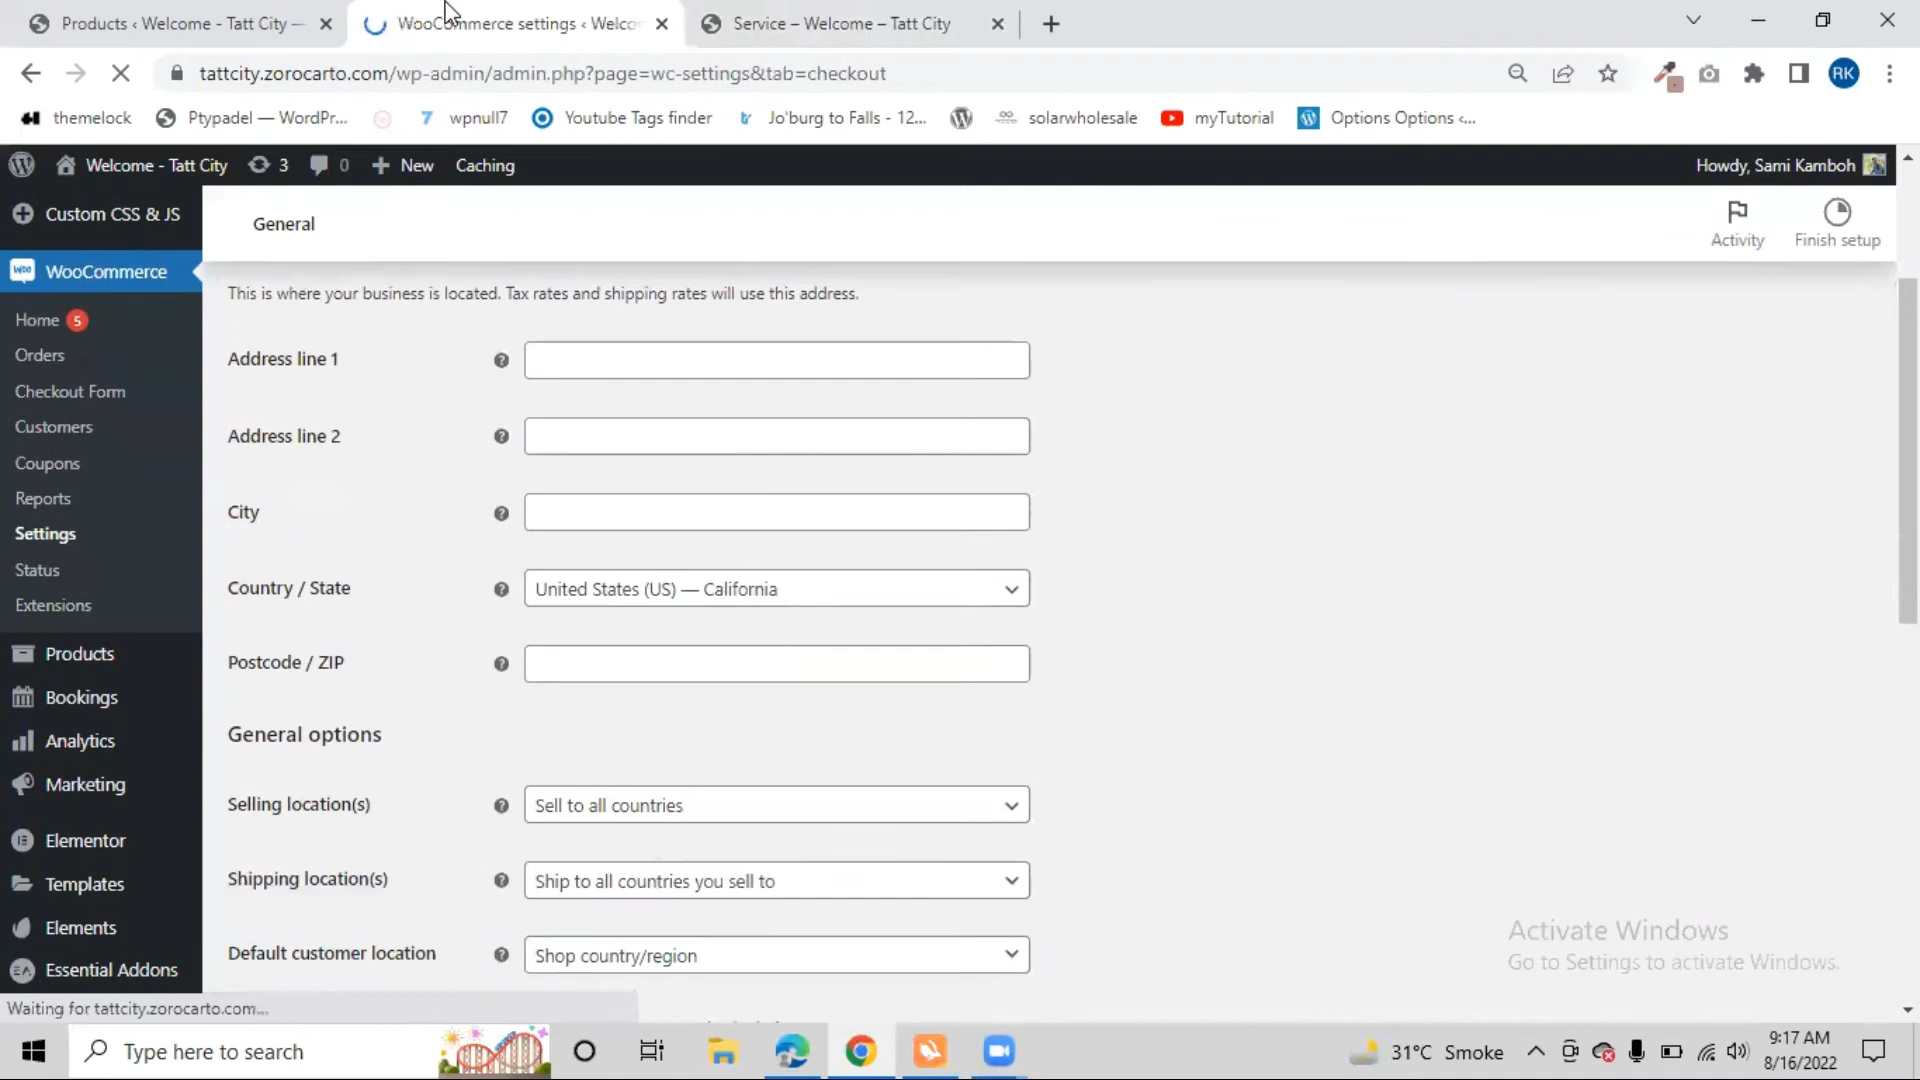 Products ‹ Welcome - Tatt City —
WooCommerce settings ‹ Welco
Service – Welcome – Tatt City
tattcity.zorocarto.com/wp-admin/admin.php?page=wc-settings&tab=checkout
RK
themelock
Ptypadel — WordPr...
wpnull7
Youtube Tags finder
Jo'burg to Falls - 12...
solarwholesale
myTutorial
Options Options ‹...
Welcome - Tatt City
3
0
New
Caching
Howdy, Sami Kamboh
Custom CSS & JS
General
Activity
Finish setup
WooCommerce
This is where your business is located. Tax rates and shipping rates will use this address.
Home 5
Orders
Address line 1
Checkout Form
Customers
Address line 2
Coupons
Reports
City
Settings
Status
Country / State
United States (US) — California
Extensions
Products
Postcode / ZIP
Bookings
General options
Analytics
Marketing
Selling location(s)
Sell to all countries
Elementor
Templates
Shipping location(s)
Ship to all countries you sell to
Elements
Activate Windows
Default customer location
Shop country/region
Go to Settings to activate Windows.
Essential Addons
Waiting for tattcity.zorocarto.com...
Type here to search
31°C Smoke
9:17 AM
8/16/2022